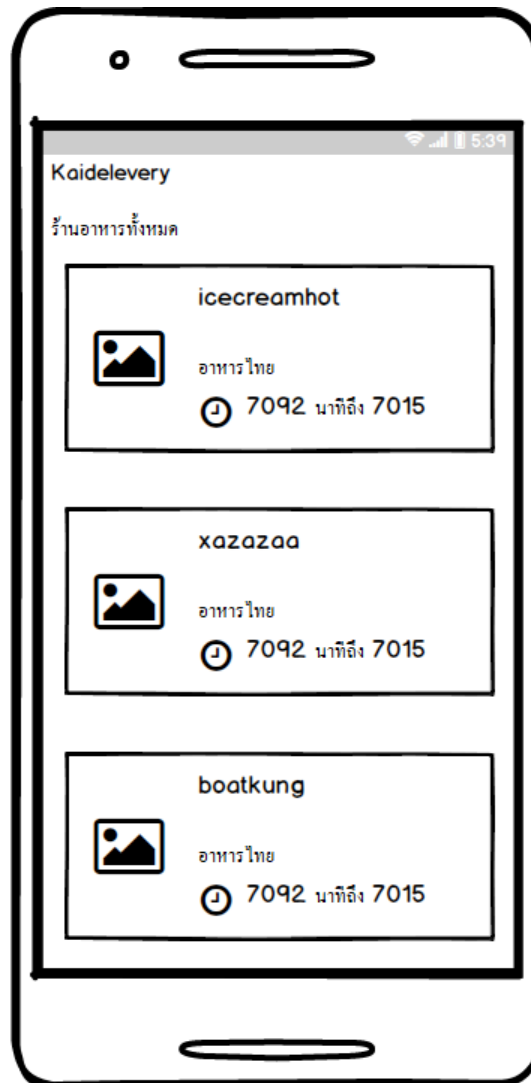 5:39
Kaidelevery
ร้านอาหารทั้งหมด
icecreamhot
อาหารไทย
7092 นาทีถึง 7015
xazazaa
อาหารไทย
7092 นาทีถึง 7015
boatkung
อาหารไทย
7092 นาทีถึง 7015